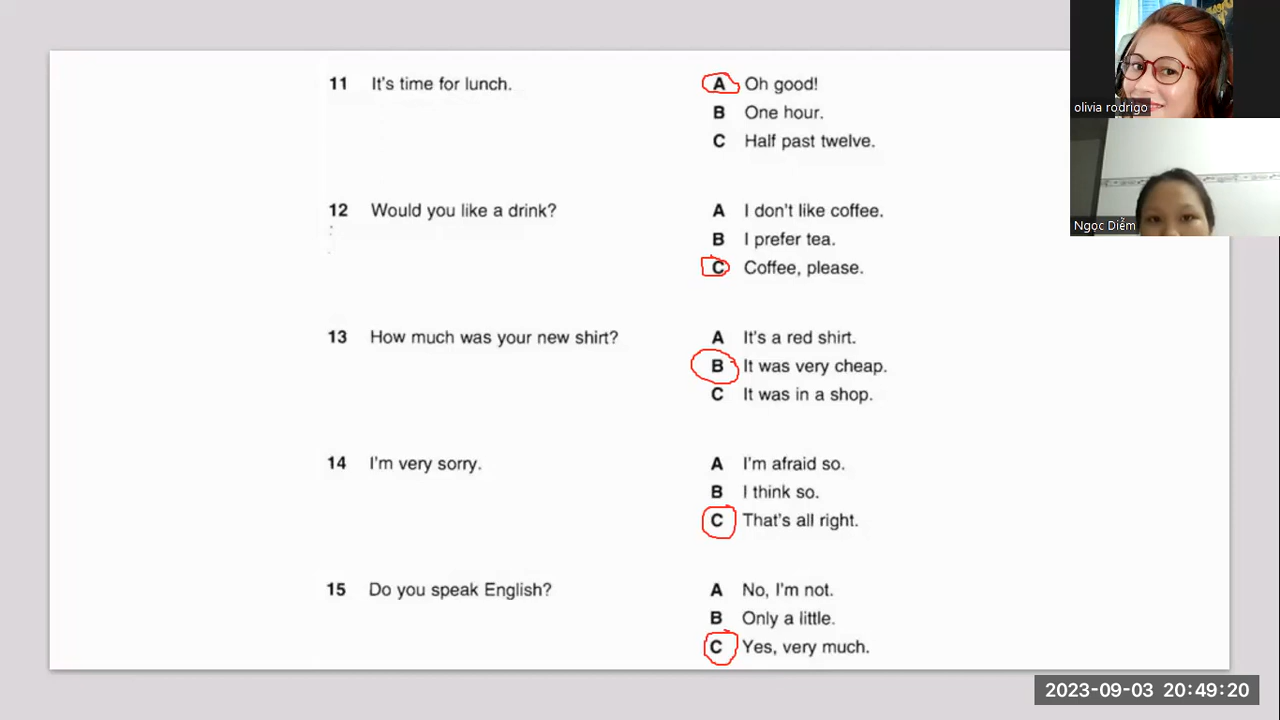 11 It's time for lunch.
A Oh good!
B One hour.
C Half past twelve.
12 Would you like a drink?
A I don't like coffee.
B I prefer tea.
C Coffee, please.
13 How much was your new shirt?
A It's a red shirt.
B It was very cheap.
C It was in a shop.
14 I'm very sorry.
A I'm afraid so.
B I think so.
C That's all right.
15 Do you speak English?
A No, I'm not.
B Only a little.
C Yes, very much.
olivia rodrigo
Ngọc Diễm
2023-09-03 20:49:20